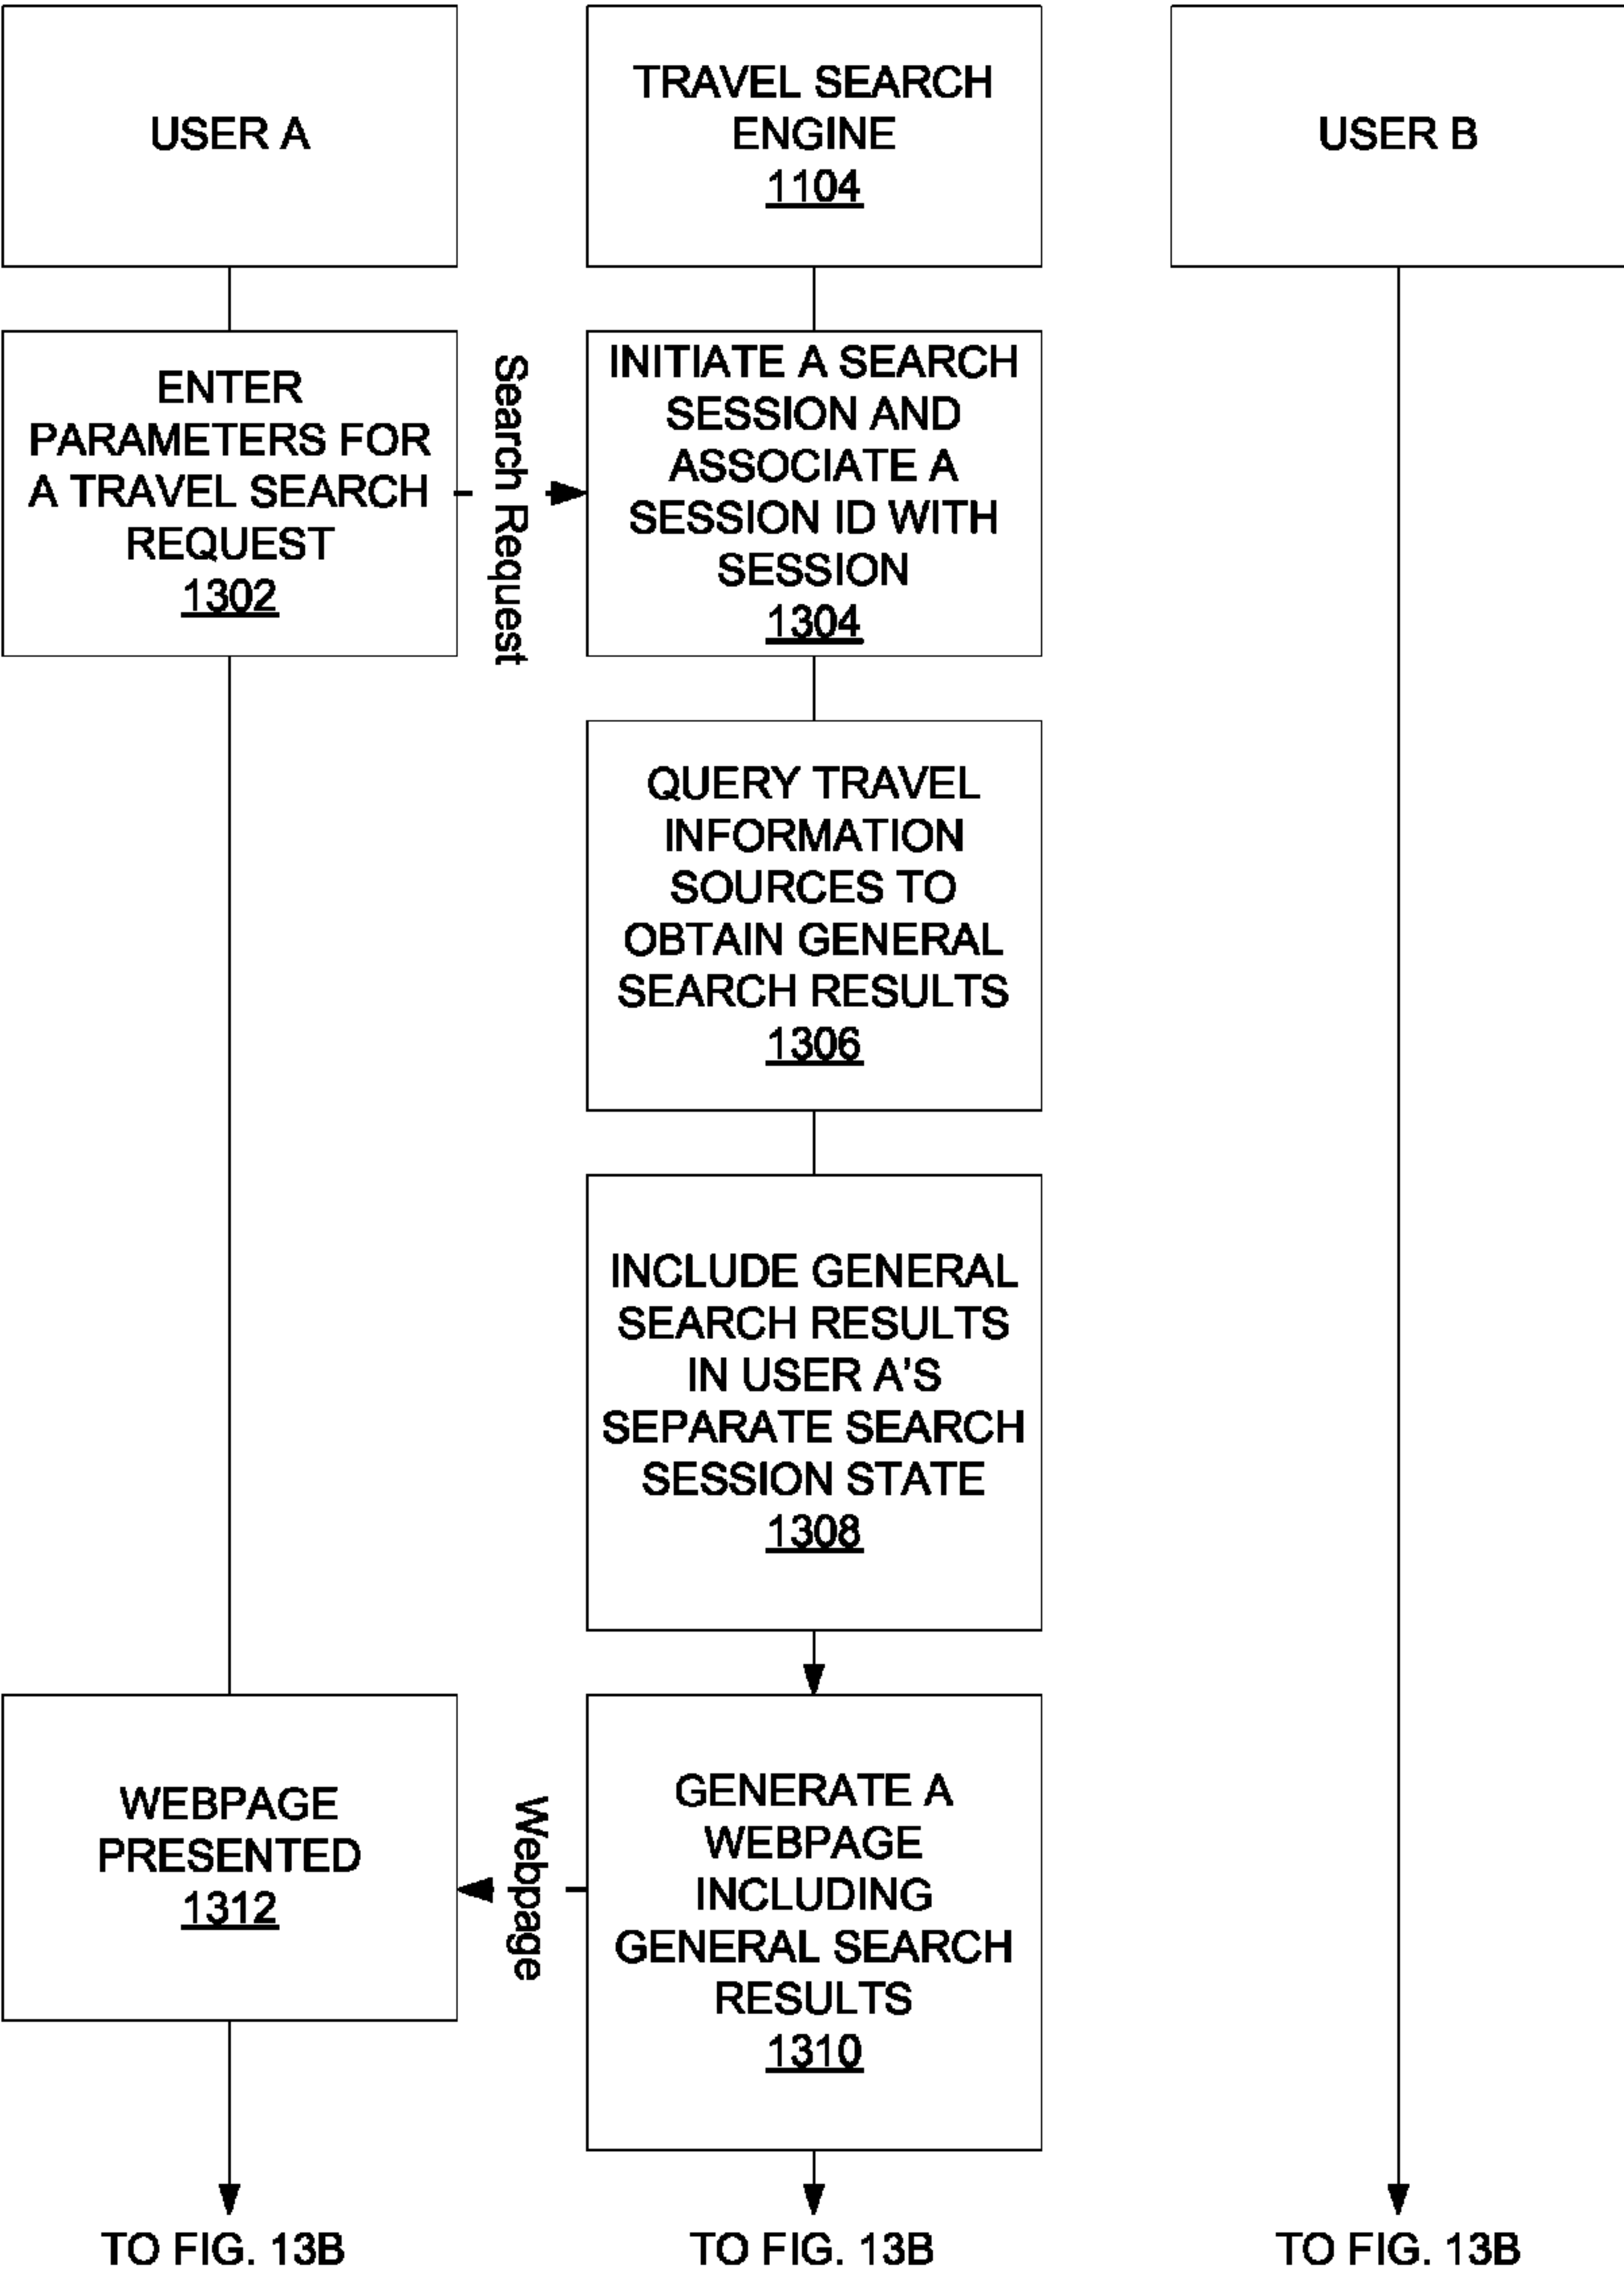 USER A
TRAVEL SEARCH
ENGINE
1104
USER B
ENTER
PARAMETERS FOR
A TRAVEL SEARCH
REQUEST
1302
Search Request
INITIATE A SEARCH
SESSION AND
ASSOCIATE A
SESSION ID WITH
SESSION
1304
QUERY TRAVEL
INFORMATION
SOURCES TO
OBTAIN GENERAL
SEARCH RESULTS
1306
INCLUDE GENERAL
SEARCH RESULTS
IN USER A'S
SEPARATE SEARCH
SESSION STATE
1308
WEBPAGE
PRESENTED
1312
Webpage
GENERATE A
WEBPAGE
INCLUDING
GENERAL SEARCH
RESULTS
1310
TO FIG. 13B
TO FIG. 13B
TO FIG. 13B